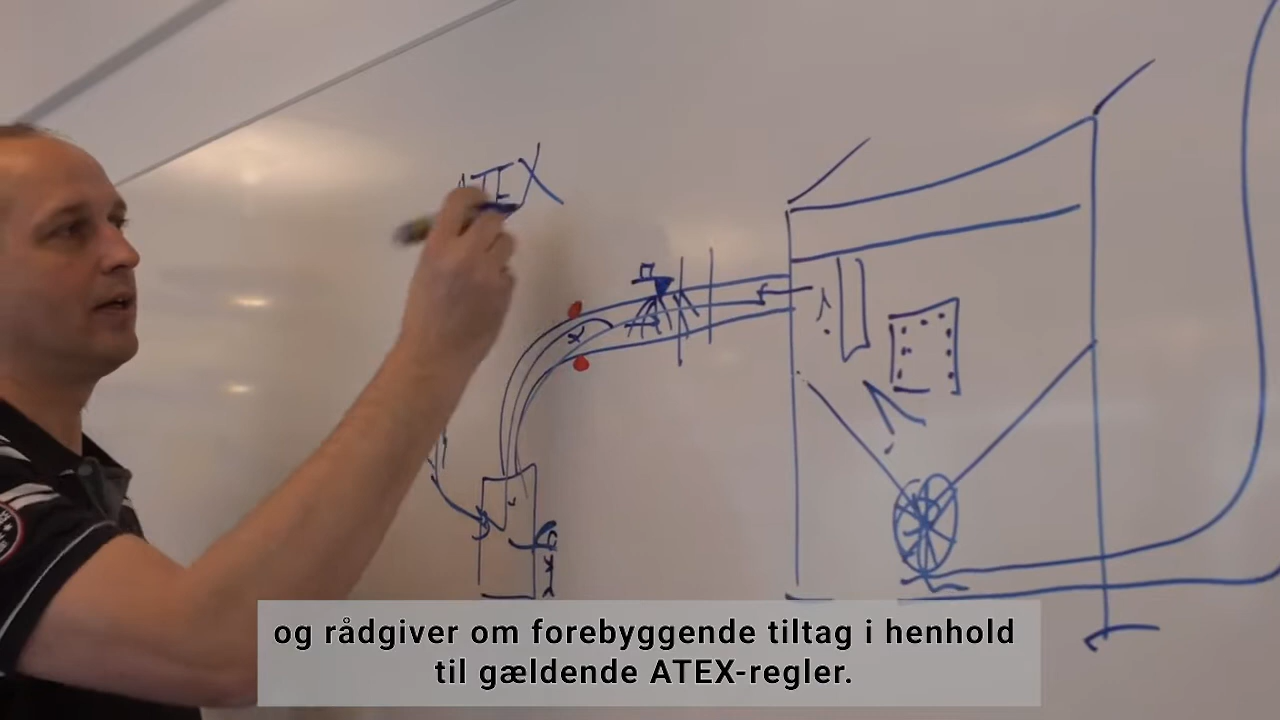 ATEX
og rådgiver om forebyggende tiltag i henhold
til gældende ATEX-regler.